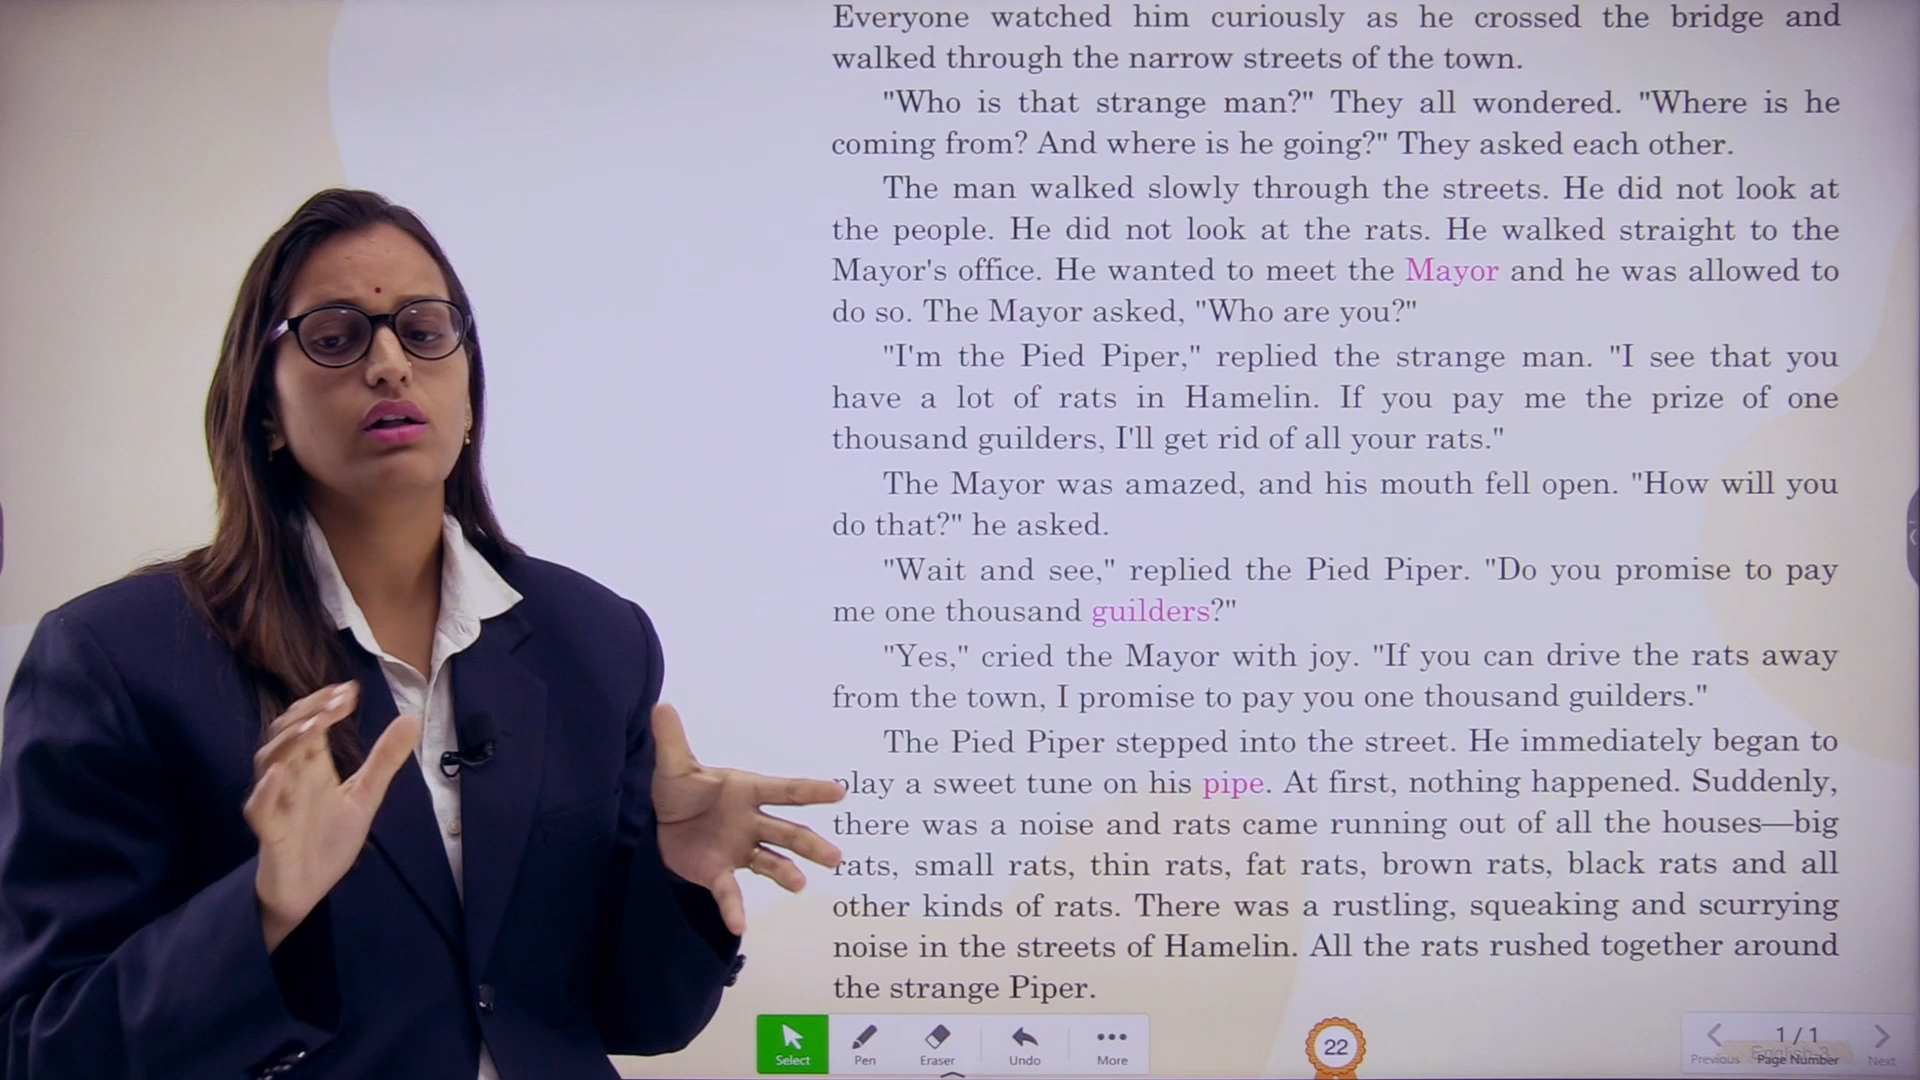 Everyone watched him curiously as he crossed the bridge and
walked through the narrow streets of the town.
"Who is that strange man?" They all wondered. "Where is he
coming from? And where is he going?" They asked each other.
The man walked slowly through the streets. He did not look at
the people. He did not look at the rats. He walked straight to the
Mayor's office. He wanted to meet the Mayor and he was allowed to
do so. The Mayor asked, "Who are you?"
"I'm the Pied Piper," replied the strange man. "I see that you
have a lot of rats in Hamelin. If you pay me the prize of one
thousand guilders, I'll get rid of all your rats."
The Mayor was amazed, and his mouth fell open. "How will you
do that?" he asked.
"Wait and see," replied the Pied Piper. "Do you promise to pay
me one thousand guilders?"
"Yes," cried the Mayor with joy. "If you can drive the rats away
from the town, I promise to pay you one thousand guilders."
The Pied Piper stepped into the street. He immediately began to
play a sweet tune on his pipe. At first, nothing happened. Suddenly,
there was a noise and rats came running out of all the houses—big
rats, small rats, thin rats, fat rats, brown rats, black rats and all
other kinds of rats. There was a rustling, squeaking and scurrying
noise in the streets of Hamelin. All the rats rushed together around
the strange Piper.
Select Pen Eraser Undo More
22
1 / 1
English-3
Previous Page Number Next